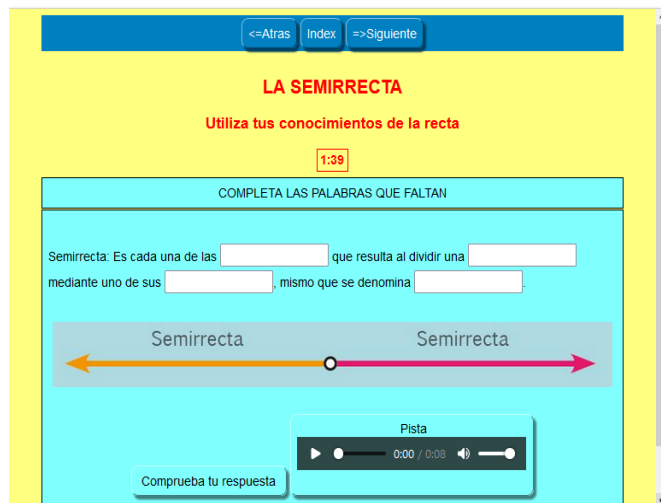 <=Atras Index =>Siguiente
LA SEMIRRECTA
Utiliza tus conocimientos de la recta
1:39
COMPLETA LAS PALABRAS QUE FALTAN
Semirrecta: Es cada una de las que resulta al dividir una
mediante uno de sus , mismo que se denomina .
Semirrecta Semirrecta
Pista
0:00 / 0:08
Comprueba tu respuesta